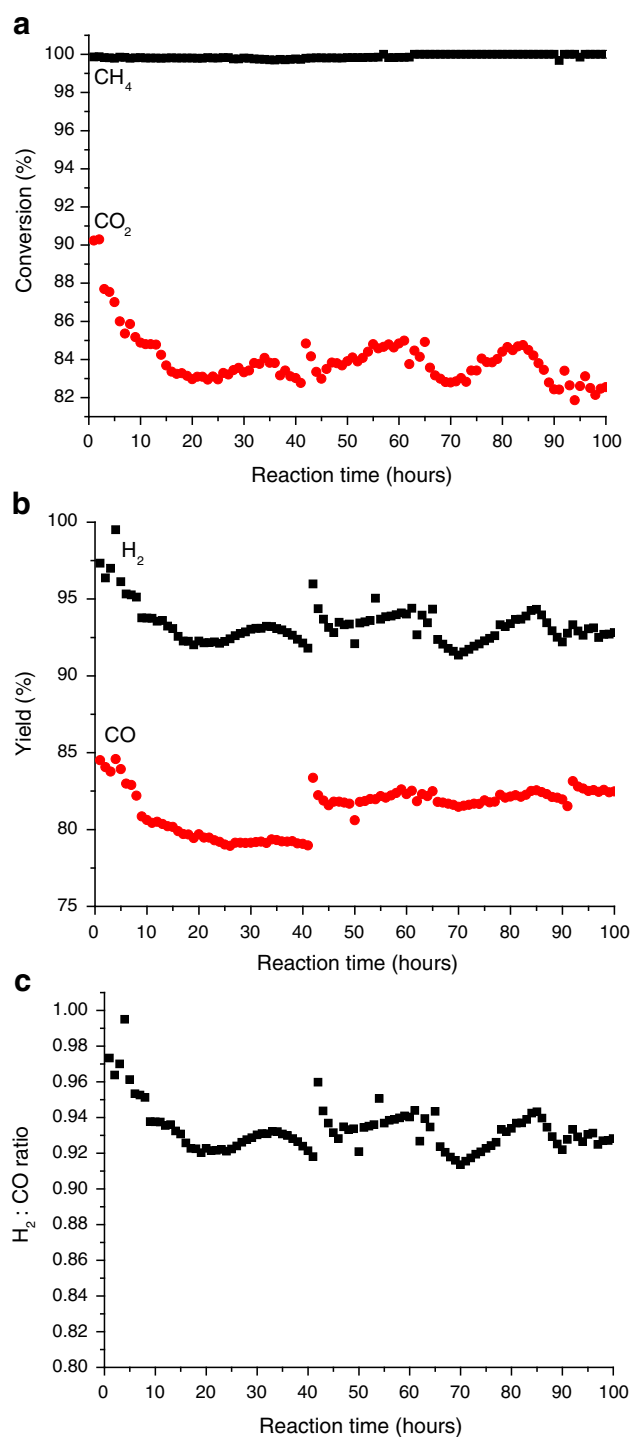 a
100
98
96
94
92
90
88
86
84
82
CH₄
CO₂
Conversion (%)
0 10 20 30 40 50 60 70 80 90 100
Reaction time (hours)
b
100
95
90
85
80
75
H₂
CO
Yield (%)
0 10 20 30 40 50 60 70 80 90 100
Reaction time (hours)
c
1.00
0.98
0.96
0.94
0.92
0.90
0.88
0.86
0.84
0.82
0.80
H₂ : CO ratio
0 10 20 30 40 50 60 70 80 90 100
Reaction time (hours)